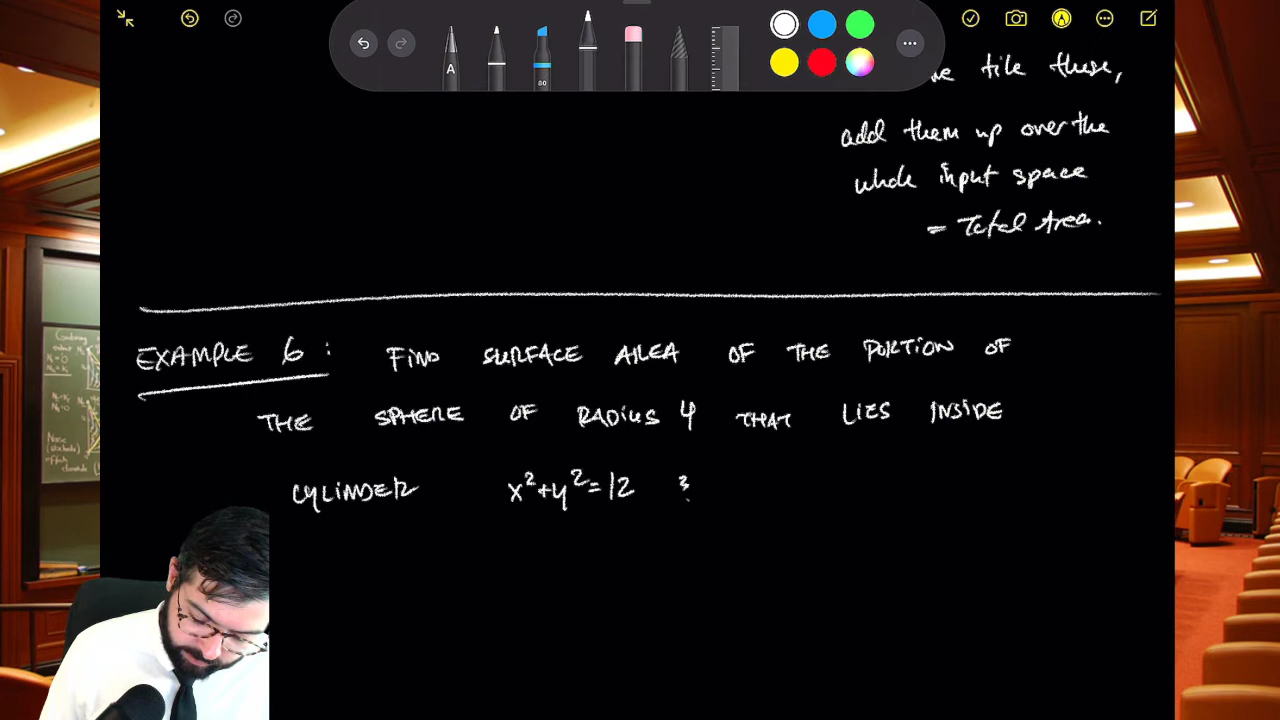 tile these,
add them up over the
whole input space
= Total Area.
EXAMPLE 6: FIND SURFACE AREA OF THE PORTION OF
THE SPHERE OF RADIUS 4 THAT LIES INSIDE
CYLINDER x²+y²=12
A
80